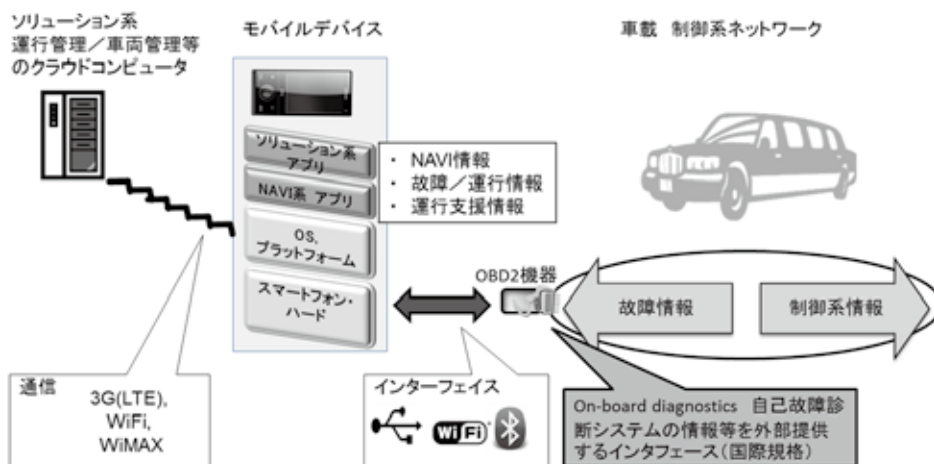 ソリューション系
運行管理／車両管理等
のクラウドコンピュータ
モバイルデバイス
車載 制御系ネットワーク
ソリューション系
アプリ
NAVI系 アプリ
OS,
プラットフォーム
スマートフォン・
ハード
・ NAVI情報
・ 故障／運行情報
・ 運行支援情報
OBD2機器
故障情報
制御系情報
通信
3G(LTE),
WiFi,
WiMAX
インターフェイス
WiFi
On-board diagnostics 自己故障診
断システムの情報等を外部提供
するインタフェース(国際規格)